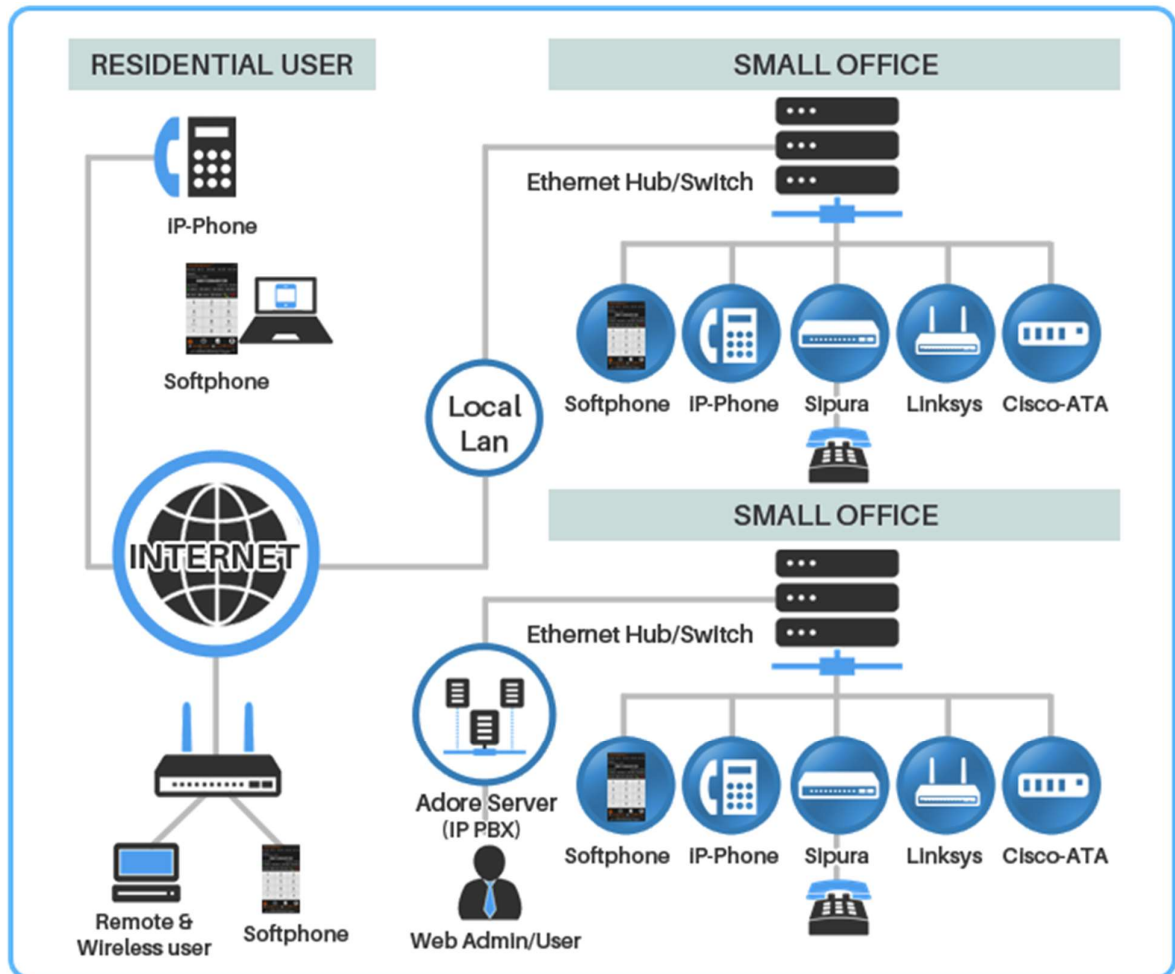 RESIDENTIAL USER
iP-Phone
Softphone
INTERNET
Remote &
Wireless user
Softphone
SMALL OFFICE
Ethernet Hub/Switch
Local
Lan
Softphone
iP-Phone
Sipura
Linksys
Cisco-ATA
SMALL OFFICE
Ethernet Hub/Switch
Adore Server
(IP PBX)
Web Admin/User
Softphone
iP-Phone
Sipura
Linksys
Cisco-ATA